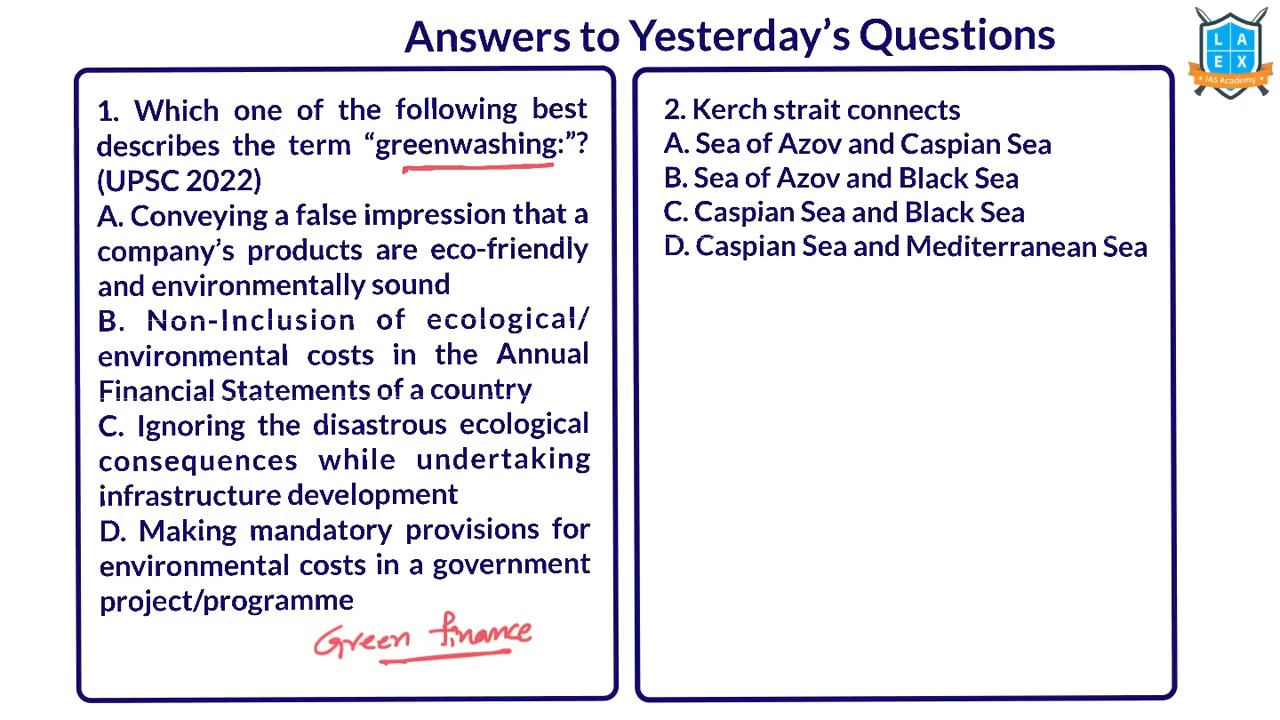 Answers to Yesterday's Questions
L A
E X
IAS Academy
1. Which one of the following best
describes the term “greenwashing:”?
(UPSC 2022)
A. Conveying a false impression that a
company's products are eco-friendly
and environmentally sound
B. Non-Inclusion of ecological/
environmental costs in the Annual
Financial Statements of a country
C. Ignoring the disastrous ecological
consequences while undertaking
infrastructure development
D. Making mandatory provisions for
environmental costs in a government
project/programme
Green finance
2. Kerch strait connects
A. Sea of Azov and Caspian Sea
B. Sea of Azov and Black Sea
C. Caspian Sea and Black Sea
D. Caspian Sea and Mediterranean Sea